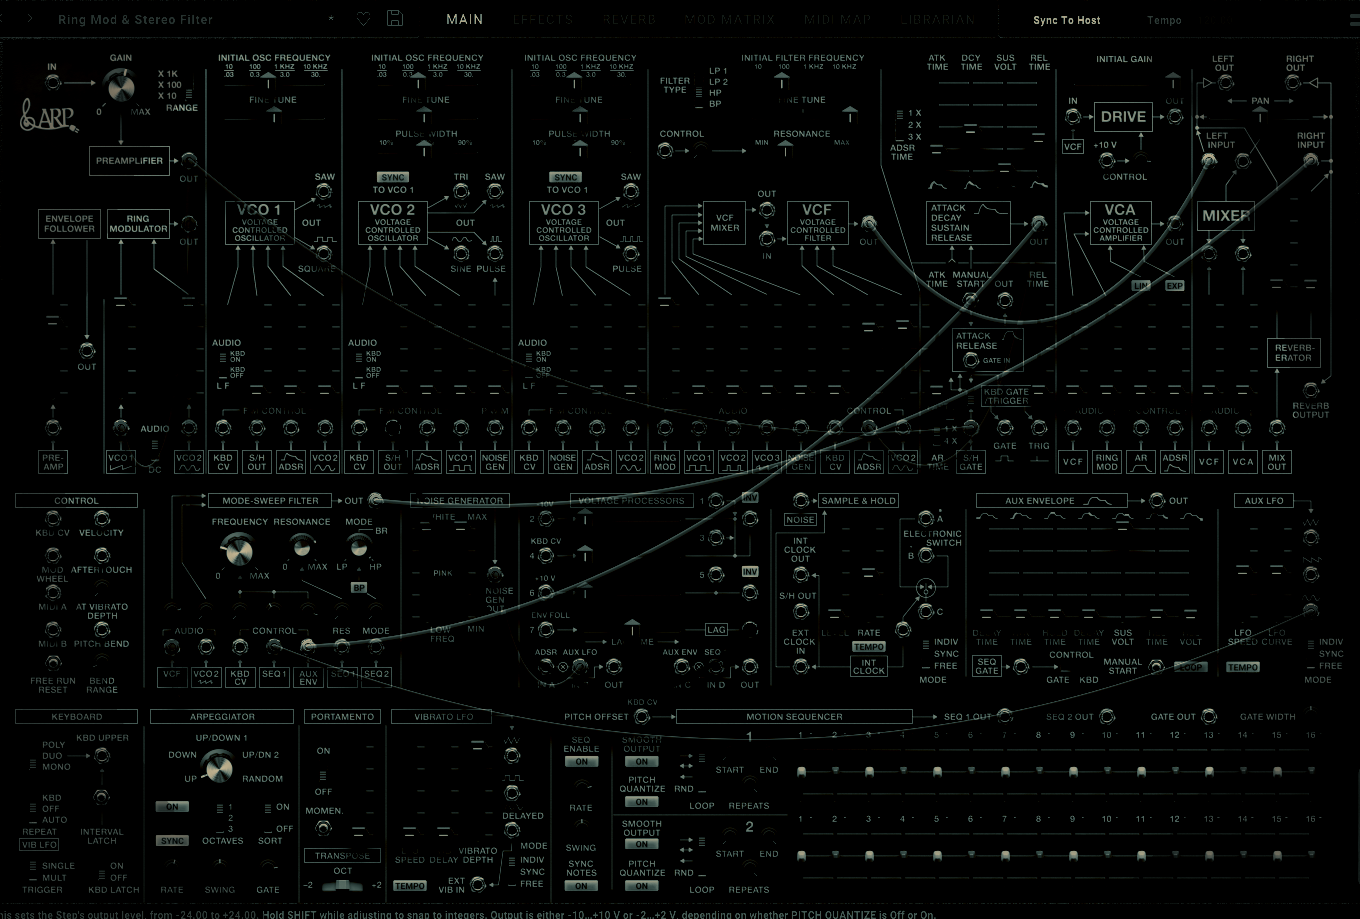 Ring Mod & Stereo Filter * MAIN EFFECTS REVERB MOD MATRIX MIDI MAP LIBRARIAN Sync To Host Tempo
IN GAIN X 1K X 100 X 10 RANGE 0 MAX
ARP
PREAMPLIFIER OUT
ENVELOPE FOLLOWER RING MODULATOR OUT
OUT AUDIO DC
PRE-AMP VCO 1 VCO 2
INITIAL OSC FREQUENCY
10 100 1 KHZ 10 KHZ
.03 0.3 3. 30.
FINE TUNE
SAW
VCO 1
VOLTAGE CONTROLLED OSCILLATOR
OUT
SQUARE
AUDIO KBD ON KBD OFF L F
KBD CV S/H OUT ADSR VCO 2
INITIAL OSC FREQUENCY
10 100 1 KHZ 10 KHZ
.03 0.3 3. 30.
FINE TUNE
PULSE WIDTH
10% 90%
SYNC
TO VCO 1
TRI SAW
VCO 2
VOLTAGE CONTROLLED OSCILLATOR
OUT
SINE PULSE
AUDIO KBD ON KBD OFF L F
KBD CV S/H OUT ADSR VCO 1 NOISE GEN
INITIAL OSC FREQUENCY
10 100 1 KHZ 10 KHZ
.03 0.3 3. 30.
FINE TUNE
PULSE WIDTH
10% 90%
SYNC
TO VCO 1
SAW
VCO 3
VOLTAGE CONTROLLED OSCILLATOR
OUT
PULSE
KBD CV NOISE GEN ADSR VCO 2
INITIAL FILTER FREQUENCY
10 100 1 KHZ 10 KHZ
FILTER TYPE LP 1 LP 2 HP BP
FINE TUNE
CONTROL RESONANCE MIN MAX
VCF MIXER OUT IN
VCF
VOLTAGE CONTROLLED FILTER
OUT
AUDIO CONTROL
RING MOD VCO 1 VCO 2 VCO 3 NOISE GEN KBD CV ADSR VCO 2
ATK TIME DCY TIME SUS VOLT REL TIME
1 X 2 X 3 X ADSR TIME
ATTACK DECAY SUSTAIN RELEASE
OUT
ATK TIME MANUAL START OUT REL TIME
ATTACK RELEASE GATE IN
KBD GATE /TRIGGER
AR TIME S/H GATE GATE TRIG
INITIAL GAIN
IN OUT DRIVE
VCF +10 V CONTROL
VCA
VOLTAGE CONTROLLED AMPLIFIER
OUT
LIN EXP
AUDIO CONTROL
VCF RING MOD AR ADSR
LEFT OUT RIGHT OUT
PAN
LEFT INPUT RIGHT INPUT
MIXER
REVERB-ERATOR
REVERB OUTPUT
AUDIO
VCF VCA MIX OUT
CONTROL
KBD CV VELOCITY
MOD WHEEL AFTERTOUCH
MIDI A AT VIBRATO DEPTH
MIDI B PITCH BEND
FREE RUN RESET BEND RANGE
MODE-SWEEP FILTER OUT
FREQUENCY RESONANCE MODE BR
0 MAX 0 MAX LP HP
BP
AUDIO CONTROL RES MODE
VCF VCO 2 KBD CV SEQ 1 AUX ENV SEQ 1 SEQ 2
NOISE GENERATOR
WHITE MAX
PINK
NOISE GEN OUT
LOW FREQ MIN
VOLTAGE PROCESSORS
-10V 1 INV
2
KBD CV 3
4
+10 V 5 INV
6
ENV FOLL
7 LAG
ADSR AUX LFO AUX ENV SEQ
IN A OUT IN C IN D OUT
SAMPLE & HOLD
NOISE
INT CLOCK OUT
S/H OUT
EXT CLOCK IN
LEVEL RATE TEMPO INT CLOCK
A ELECTRONIC SWITCH B C
INDIV SYNC FREE MODE
AUX ENVELOPE OUT
DELAY TIME TIME HOLD TIME DECAY TIME SUS VOLT TIME VOLT
SEQ GATE CONTROL GATE KBD
MANUAL START LOOP
AUX LFO
LFO SPEED LFO CURVE
TEMPO
INDIV SYNC FREE MODE
KEYBOARD
POLY DUO MONO KBD UPPER
KBD OFF AUTO
REPEAT VIB LFO INTERVAL LATCH
SINGLE MULT TRIGGER
ON OFF KBD LATCH
ARPEGGIATOR
UP/DOWN 1
DOWN UP/DN 2
UP RANDOM
ON 1 2 3 ON OFF
SYNC OCTAVES SORT
RATE SWING GATE
PORTAMENTO
ON
OFF
MOMEN.
TRANSPOSE
OCT
-2 +2
VIBRATO LFO
DELAYED
SPEED DELAY VIBRATO DEPTH
TEMPO EXT VIB IN
MODE INDIV SYNC FREE
KBD CV
PITCH OFFSET MOTION SEQUENCER SEQ 1 OUT SEQ 2 OUT GATE OUT GATE WIDTH
SEQ ENABLE ON
RATE
SWING
SYNC NOTES ON
SMOOTH OUTPUT ON
PITCH QUANTIZE ON
RND LOOP
1
START END
REPEATS
1 2 3 4 5 6 7 8 9 10 11 12 13 14 15 16
SMOOTH OUTPUT ON
PITCH QUANTIZE ON
RND LOOP
2
START END
REPEATS
1 2 3 4 5 6 7 8 9 10 11 12 13 14 15 16
his sets the Step's output level, from -24.00 to +24.00. Hold SHIFT while adjusting to snap to integers. Output is either -10...+10 V or -2...+2 V, depending on whether PITCH QUANTIZE is Off or On.